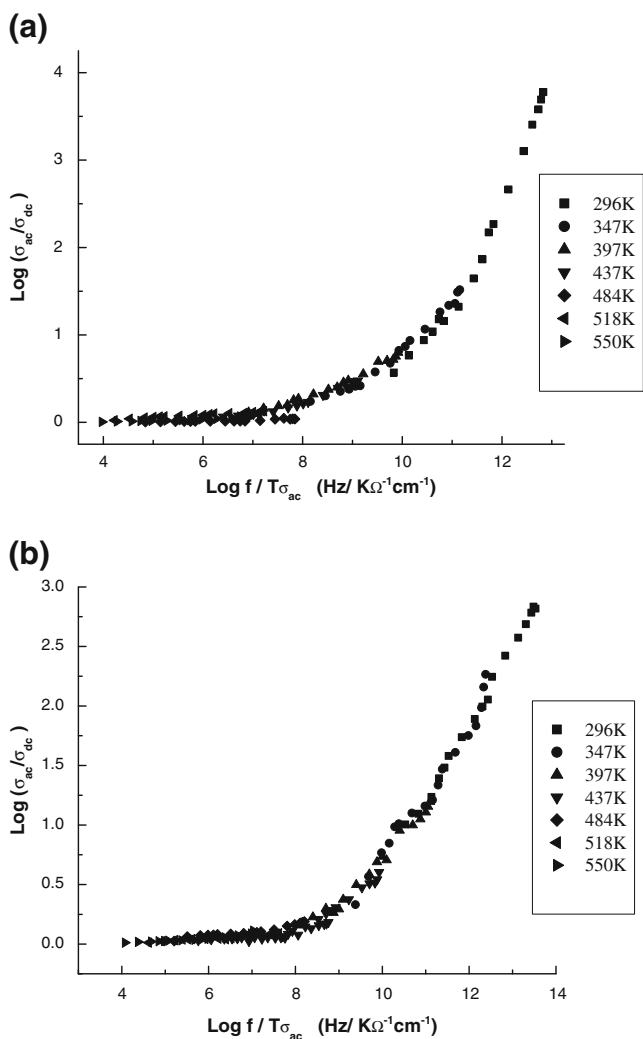 (a)
4
3
2
1
0
Log (σac/σdc)
4 6 8 10 12
Log f / Tσac (Hz/ KΩ-1cm-1)
296K
347K
397K
437K
484K
518K
550K
(b)
3.0
2.5
2.0
1.5
1.0
0.5
0.0
Log (σac/σdc)
4 6 8 10 12 14
Log f / Tσac (Hz/ KΩ-1cm-1)
296K
347K
397K
437K
484K
518K
550K